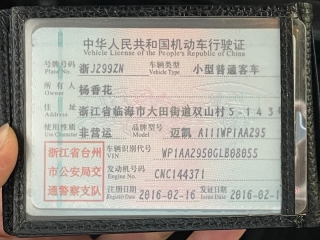 中华人民共和国机动车行驶证
Vehicle License of the People's Republic of China
号牌号码 Plate No. 浙JZ99ZN 车辆类型 Vehicle Type 小型普通客车
所有人 Owner 杨香花
住址 Address 浙江省临海市大田街道双山村5-143
使用性质 Use Character 非营运 品牌型号 Model 迈凯 A111WP1AA295
浙江省台州 车辆识别代号 VIN WP1AA2950GLB08055
市公安局交 发动机号码 Engine No. CNC144371
通警察支队 注册日期 Register Date 2016-02-16 发证日期 Issue Date 2016-02-